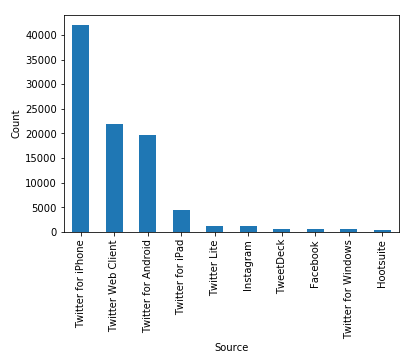 40000
35000
30000
25000
20000
15000
10000
5000
0
Count
Twitter for iPhone
Twitter Web Client
Twitter for Android
Twitter for iPad
Twitter Lite
Instagram
TweetDeck
Facebook
Twitter for Windows
Hootsuite
Source